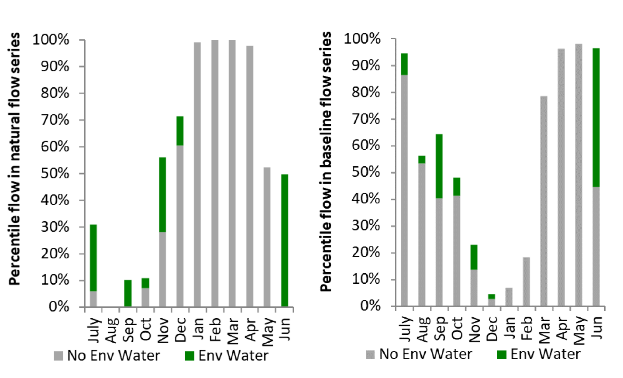 Percentile flow in natural flow series
100%
90%
80%
70%
60%
50%
40%
30%
20%
10%
0%
July
Aug
Sep
Oct
Nov
Dec
Jan
Feb
Mar
Apr
May
Jun
No Env Water
Env Water
Percentile flow in baseline flow series
100%
90%
80%
70%
60%
50%
40%
30%
20%
10%
0%
July
Aug
Sep
Oct
Nov
Dec
Jan
Feb
Mar
Apr
May
Jun
No Env Water
Env Water